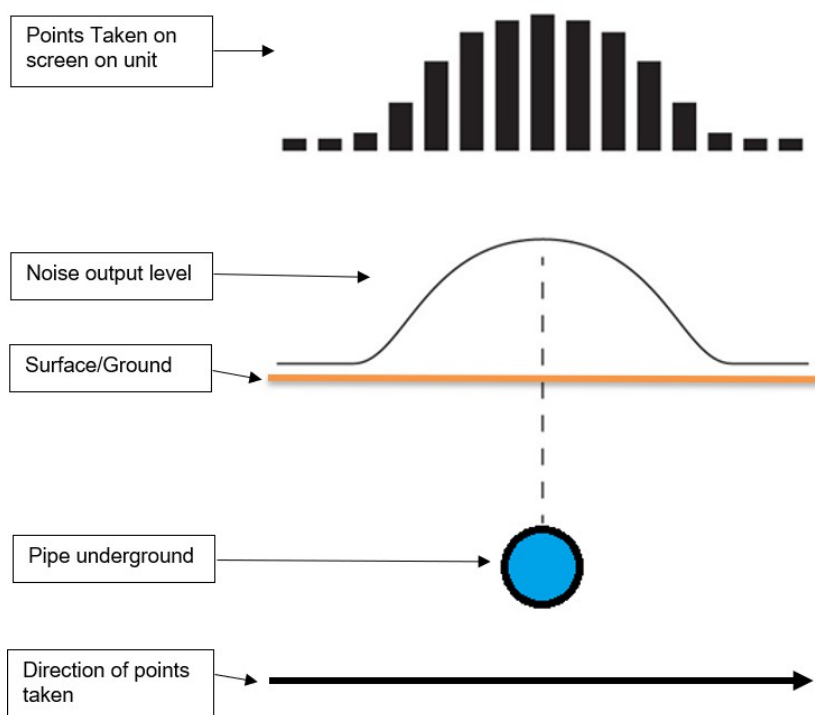 Points Taken on
screen on unit
Noise output level
Surface/Ground
Pipe underground
Direction of points
taken